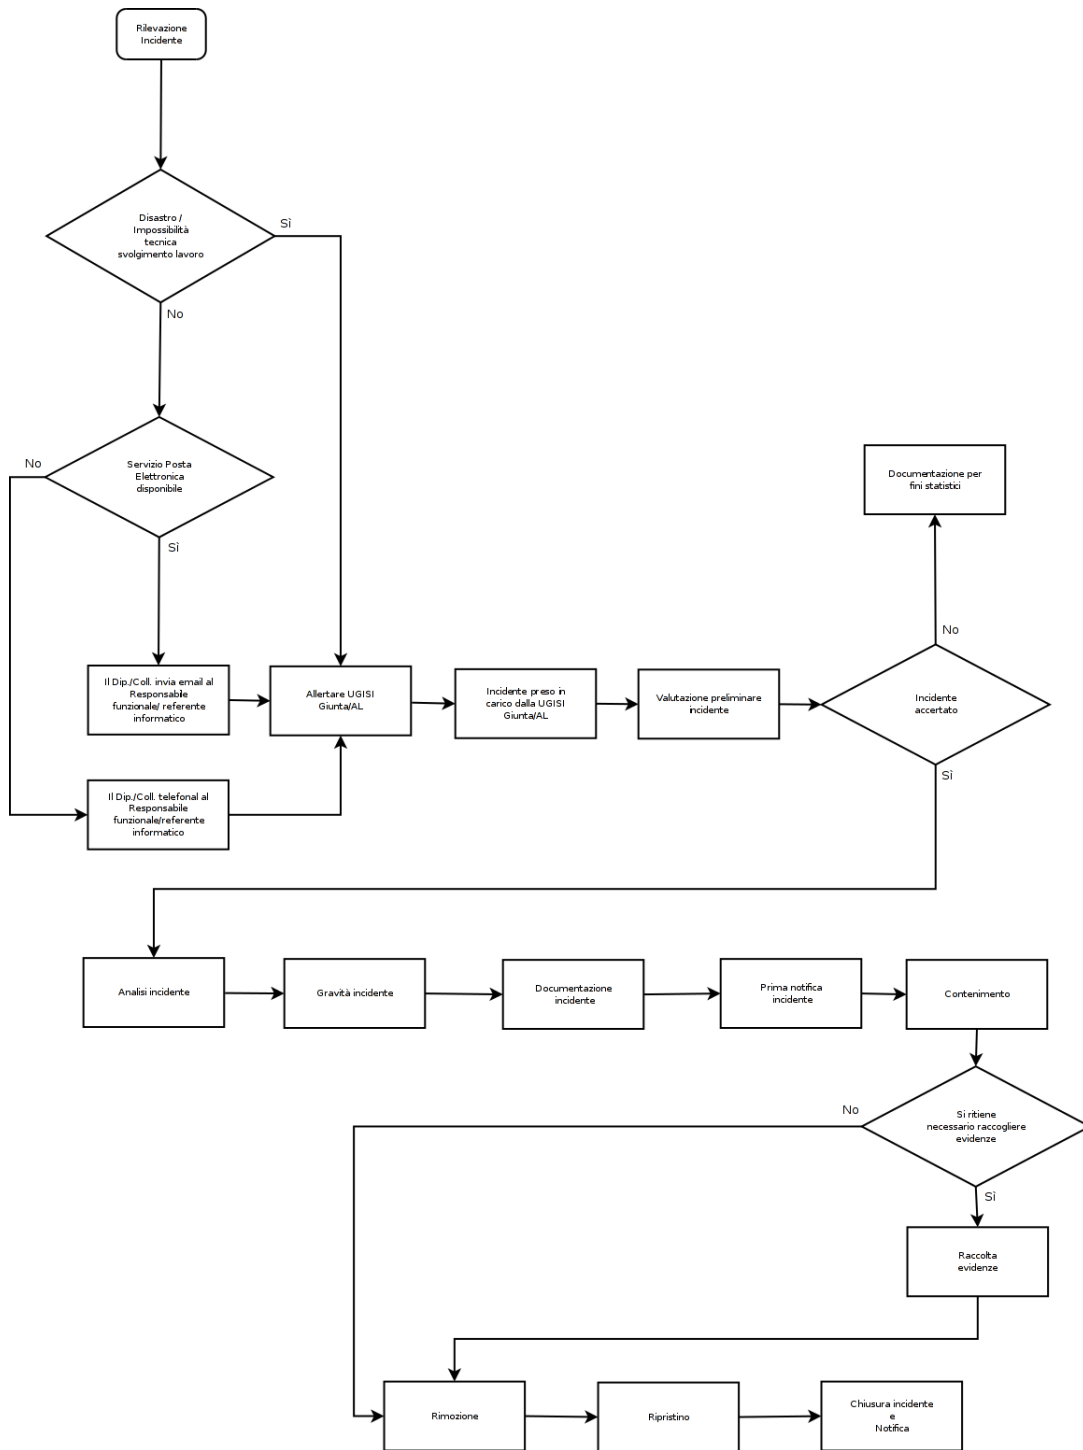 Rilevazione
Incidente
Disastro /
Impossibilità
tecnica
svolgimento lavoro
Sì
No
Servizio Posta
Elettronica
disponibile
No
Sì
Documentazione per
fini statistici
No
Il Dip./Coll. invia email al
Responsabile
funzionale/ referente
informatico
Allertare UGISI
Giunta/AL
Incidente preso in
carico dalla UGISI
Giunta/AL
Valutazione preliminare
incidente
Incidente
accertato
Sì
Il Dip./Coll. telefonal al
Responsabile
funzionale/referente
informatico
Analisi incidente
Gravità incidente
Documentazione
incidente
Prima notifica
incidente
Contenimento
Si ritiene
necessario raccogliere
evidenze
No
Sì
Raccolta
evidenze
Rimozione
Ripristino
Chiusura incidente
e
Notifica